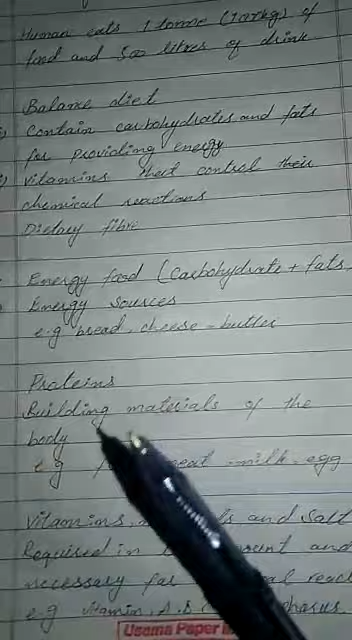 Human eats 1 tonne (1000kg) of
food and 500 litres of drink
Balance diet
Contain carbohydrates and fats
for providing energy
vitamins that control their
chemical reactions
Dietary fibre
Energy food (Carbohydrate + fats
Energy sources
e.g bread, cheese - butter
Proteins
Building materials of the
body
e.g milk, egg
Vitamins, and Salt
Required in and
necessary for react
e.g vitamin A.B
Usama Paper